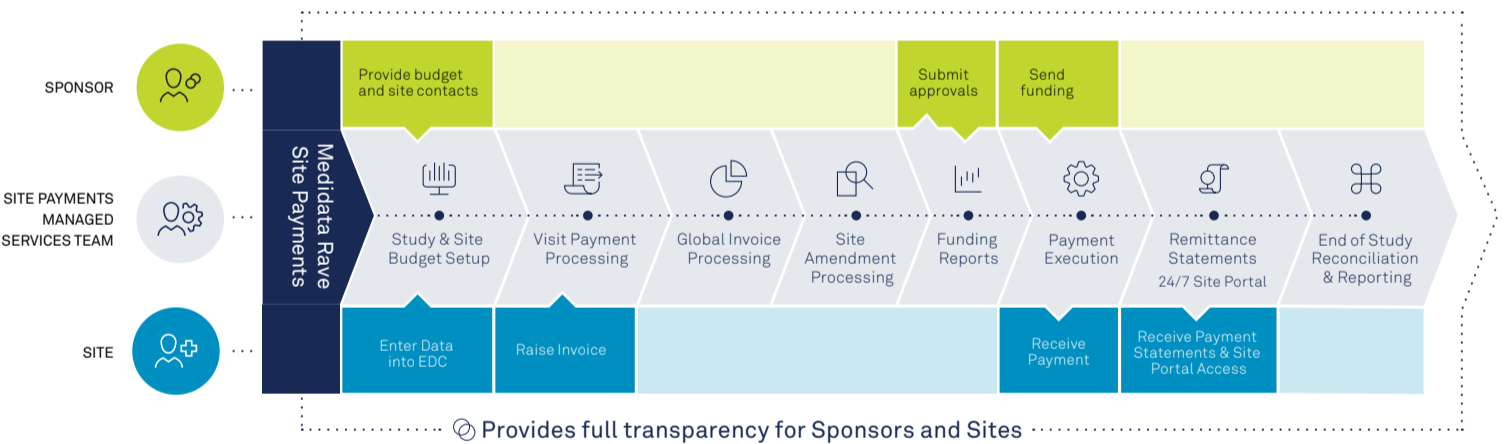 SPONSOR
Provide budget
and site contacts
Submit
approvals
Send
funding
SITE PAYMENTS
MANAGED
SERVICES TEAM
Medidata Rave
Site Payments
Study & Site
Budget Setup
Visit Payment
Processing
Global Invoice
Processing
Site
Amendment
Processing
Funding
Reports
Payment
Execution
Remittance
Statements
24/7 Site Portal
End of Study
Reconciliation
& Reporting
SITE
Enter Data
into EDC
Raise Invoice
Receive
Payment
Receive Payment
Statements & Site
Portal Access
Provides full transparency for Sponsors and Sites